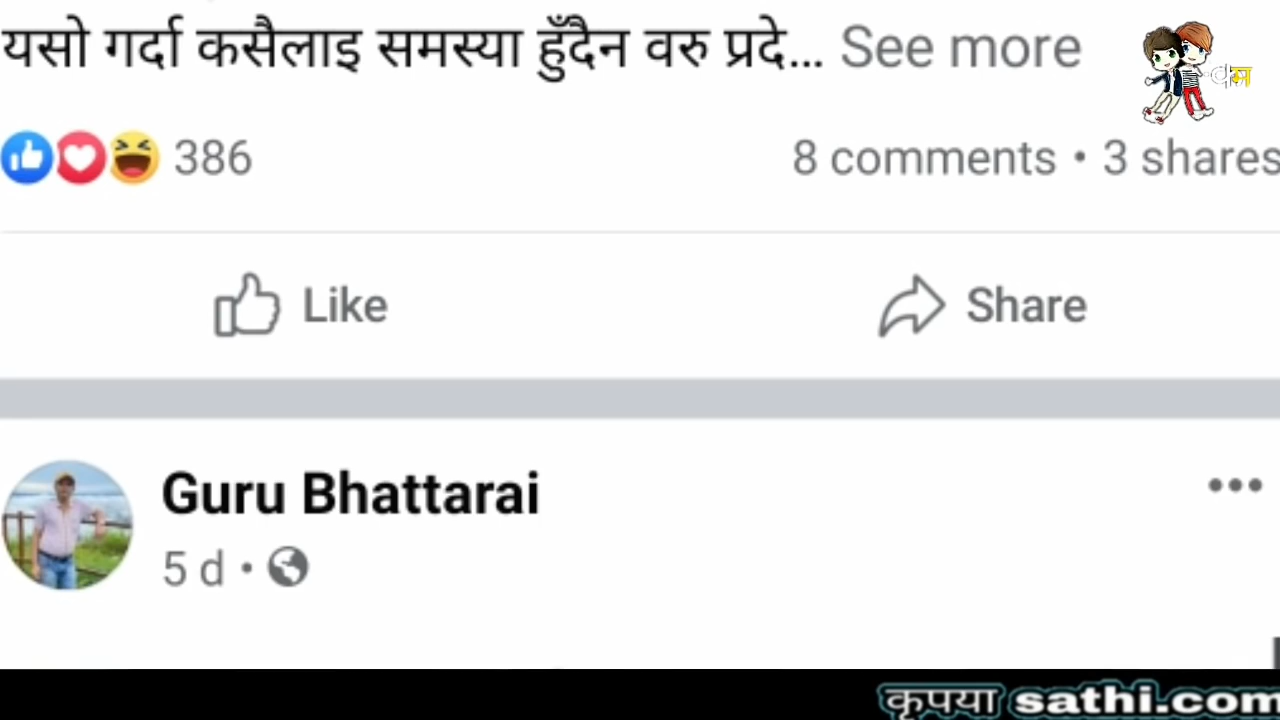 यसो गर्दा कसैलाइ समस्या हुँदैन वरु प्रदे... See more
386
8 comments • 3 shares
Like
Share
Guru Bhattarai
5 d •
कृपया sathi.com